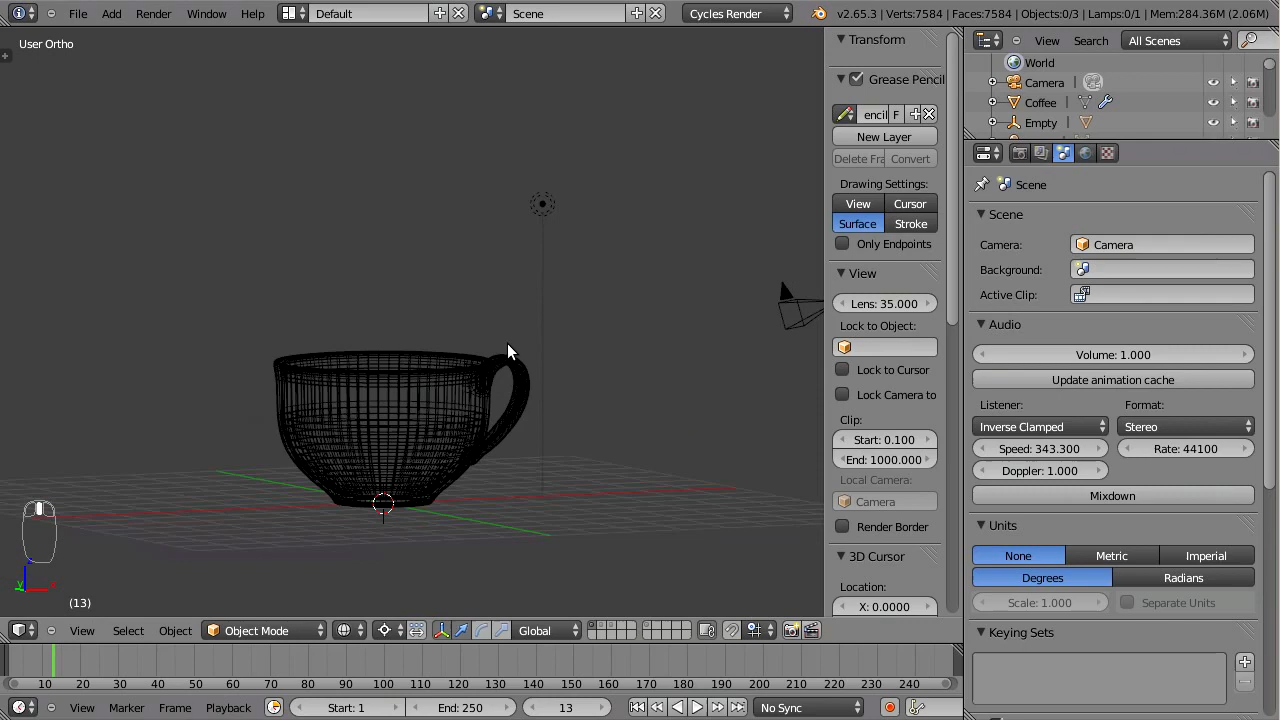 File Add Render Window Help Default Scene Cycles Render v2.65.3 | Verts:7584 | Faces:7584 | Objects:0/3 | Lamps:0/1 | Mem:284.36M (2.06M)
User Ortho
(13)
View Select Object Object Mode Global
10 20 30 40 50 60 70 80 90 100 110 120 130 140 150 160 170 180 190 200 210 220 230 240
View Marker Frame Playback Start: 1 End: 250 13 No Sync
Transform
Grease Pencil
encil F
New Layer
Delete Fra Convert
Drawing Settings:
View Cursor
Surface Stroke
Only Endpoints
View
Lens: 35.000
Lock to Object:
Lock to Cursor
Lock Camera to
Clip:
Start: 0.100
End: 1000.000
Local Camera:
Camera
Render Border
3D Cursor
Location:
X: 0.0000
View Search All Scenes
World
Camera
Coffee
Empty
Scene
Scene
Camera: Camera
Background:
Active Clip:
Audio
Volume: 1.000
Update animation cache
Listener: Format:
Inverse Clamped Stereo
Speed: 343.300 Rate: 44100
Doppler: 1.000
Mixdown
Units
None Metric Imperial
Degrees Radians
Scale: 1.000 Separate Units
Keying Sets